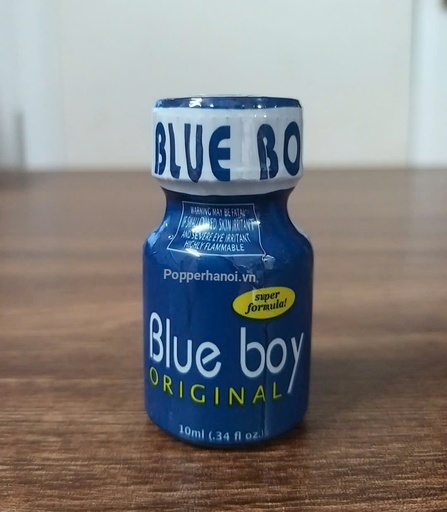 BLUE BO
WARNING MAY BE FATAL
IF SWALLOWED, SKIN IRRITANT
AND SEVERE EYE IRRITANT
HIGHLY FLAMMABLE
Popperhanoi.vn
super
formula!
Blue boy
ORIGINAL
10ml (.34 fl oz.)